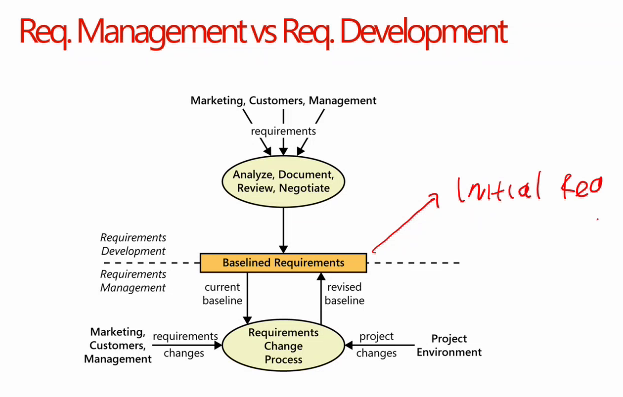 Req. Management vs Req. Development
Marketing, Customers, Management
requirements
Analyze, Document,
Review, Negotiate
Initial Req
Requirements
Development
Baselined Requirements
Requirements
Management
current
baseline
revised
baseline
Marketing,
Customers,
Management
requirements
changes
Requirements
Change
Process
project
changes
Project
Environment